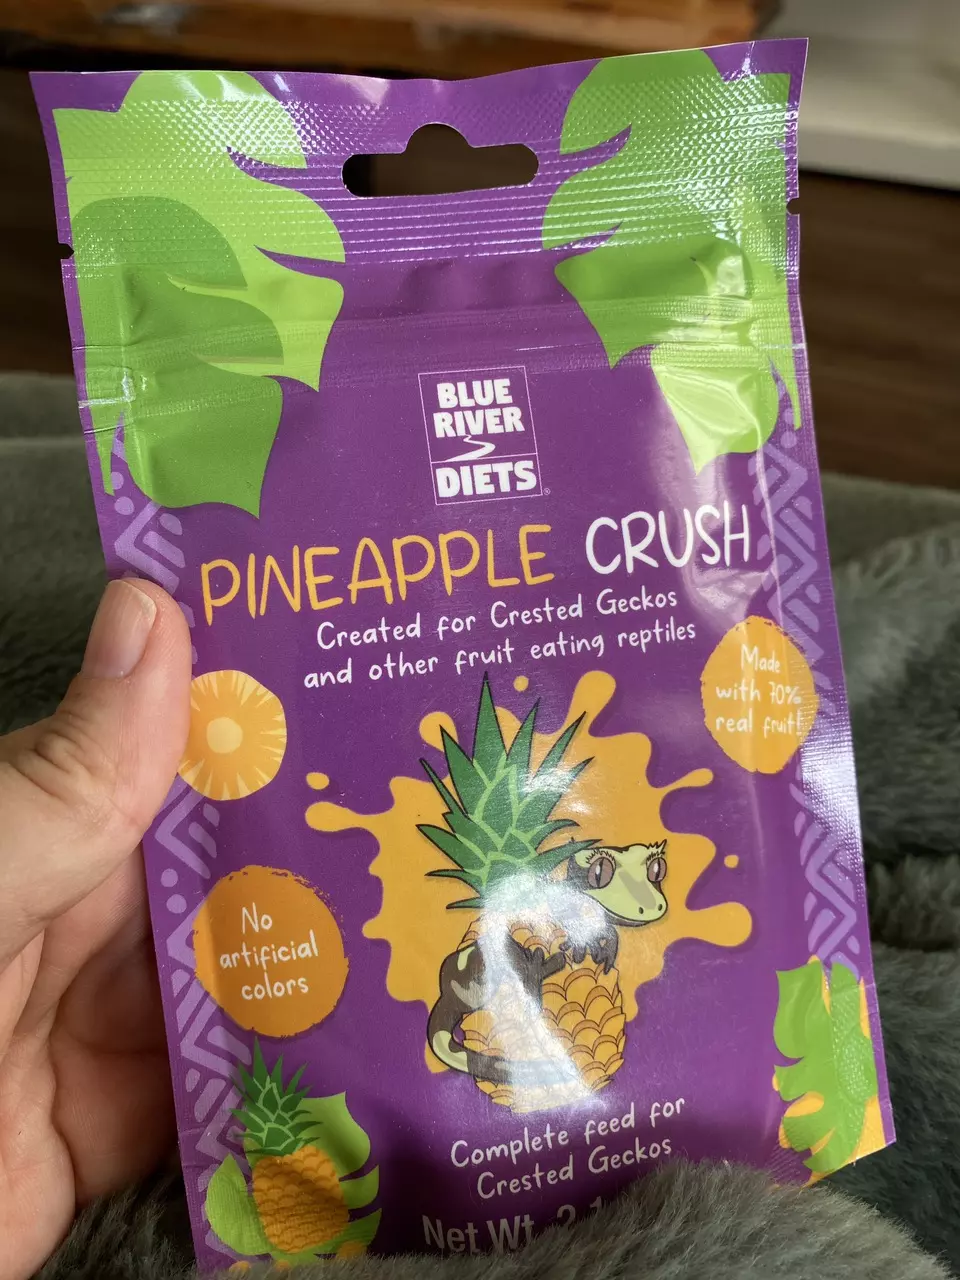 BLUE
RIVER
DIETS®
PINEAPPLE CRUSH
Created for Crested Geckos
and other fruit eating reptiles
Made
with 70%
real fruit!
No
artificial
colors
Complete feed for
Crested Geckos
Net Wt.